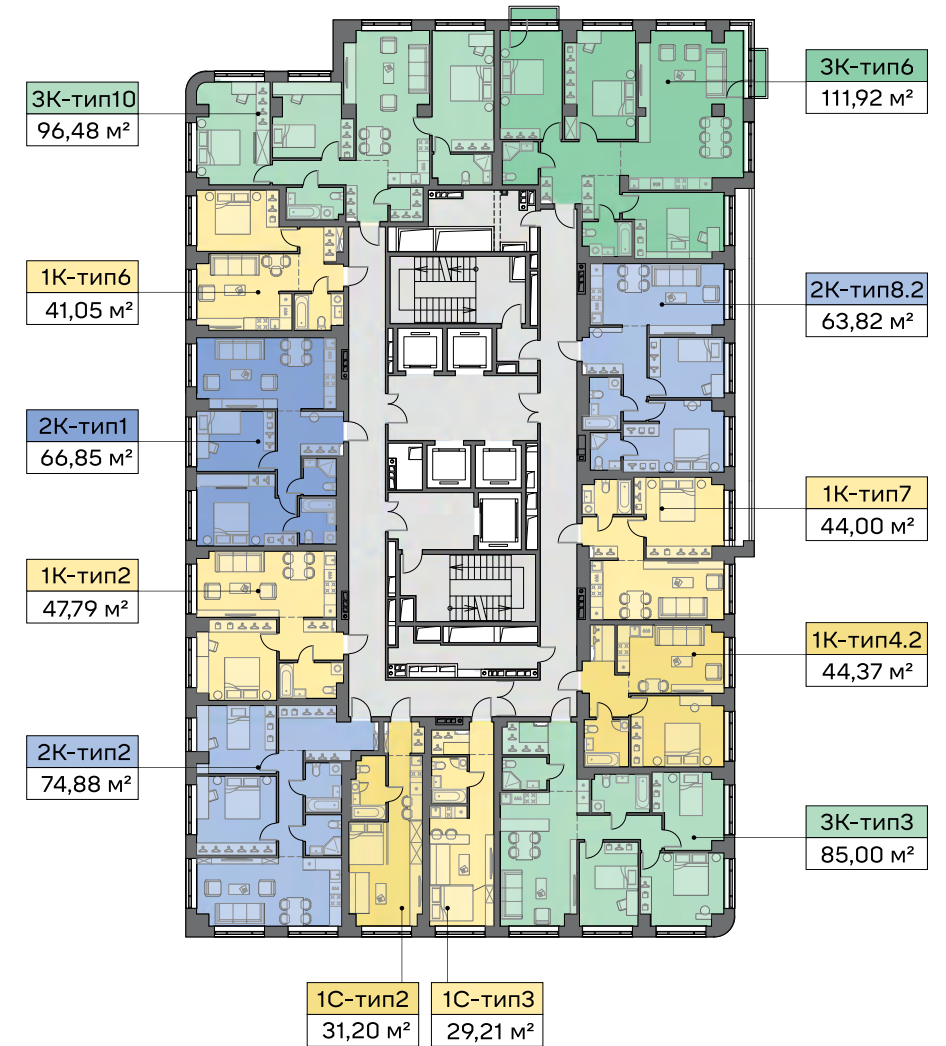 3К-тип10
96,48 м²
3К-тип6
111,92 м²
1К-тип6
41,05 м²
2К-тип8.2
63,82 м²
2К-тип1
66,85 м²
1К-тип7
44,00 м²
1К-тип2
47,79 м²
1К-тип4.2
44,37 м²
2К-тип2
74,88 м²
3К-тип3
85,00 м²
1С-тип2
31,20 м²
1С-тип3
29,21 м²